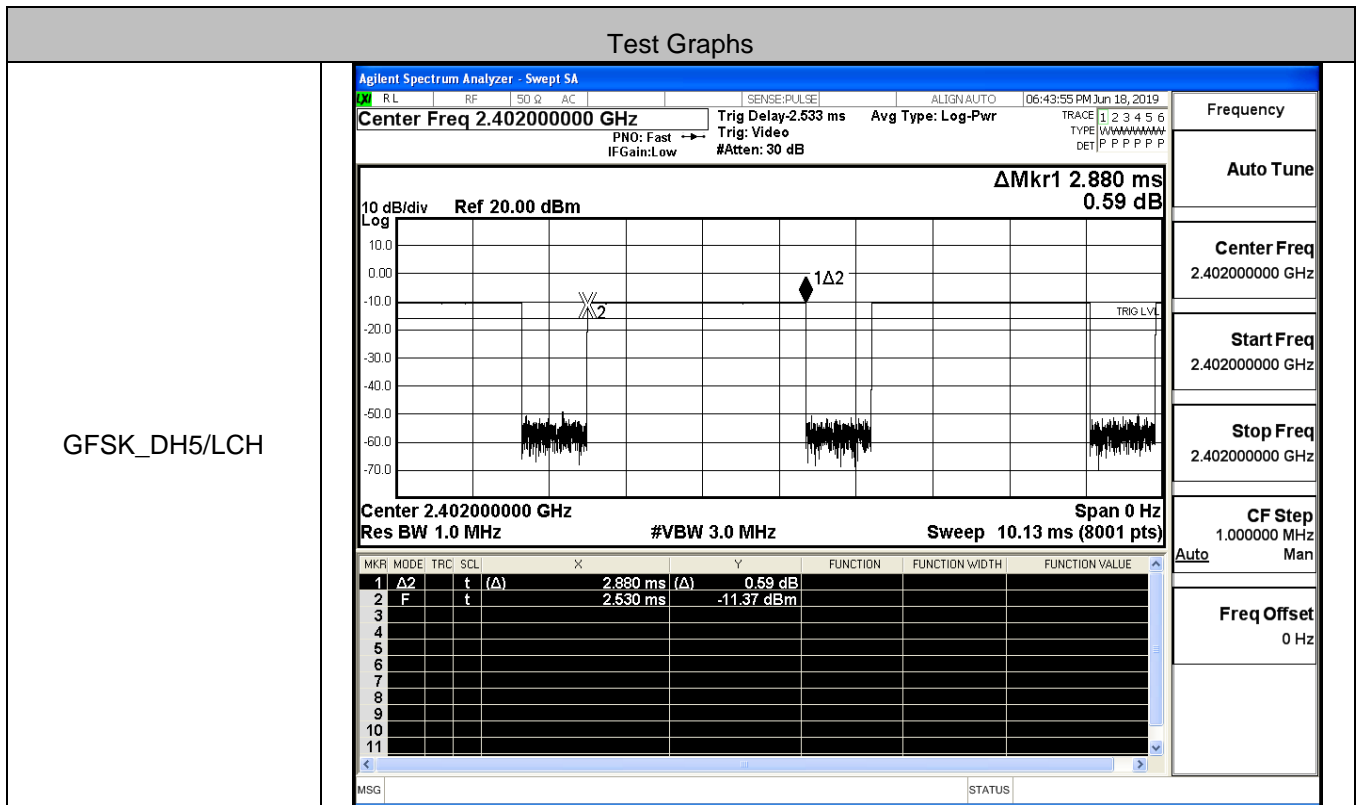 Test Graphs
GFSK_DH5/LCH
Agilent Spectrum Analyzer - Swept SA
LXI RL RF 50 Ω AC SENSE:PULSE ALIGN AUTO 06:43:55 PM Jun 18, 2019
Center Freq 2.402000000 GHz
PNO: Fast
IFGain:Low
Trig Delay-2.533 ms
Trig: Video
#Atten: 30 dB
Avg Type: Log-Pwr
TRACE 1 2 3 4 5 6
TYPE WWWWWW
DET P P P P P P
ΔMkr1 2.880 ms
0.59 dB
10 dB/div Ref 20.00 dBm
Log
10.0
0.00
-10.0
-20.0
-30.0
-40.0
-50.0
-60.0
-70.0
1Δ2
2
TRIG LVL
Center 2.402000000 GHz Span 0 Hz
Res BW 1.0 MHz #VBW 3.0 MHz Sweep 10.13 ms (8001 pts)
MKR MODE TRC SCL X Y FUNCTION FUNCTION WIDTH FUNCTION VALUE
1 Δ2 t (Δ) 2.880 ms (Δ) 0.59 dB
2 F t 2.530 ms -11.37 dBm
3
4
5
6
7
8
9
10
11
MSG STATUS
Frequency
Auto Tune
Center Freq
2.402000000 GHz
Start Freq
2.402000000 GHz
Stop Freq
2.402000000 GHz
CF Step
1.000000 MHz
Auto Man
Freq Offset
0 Hz